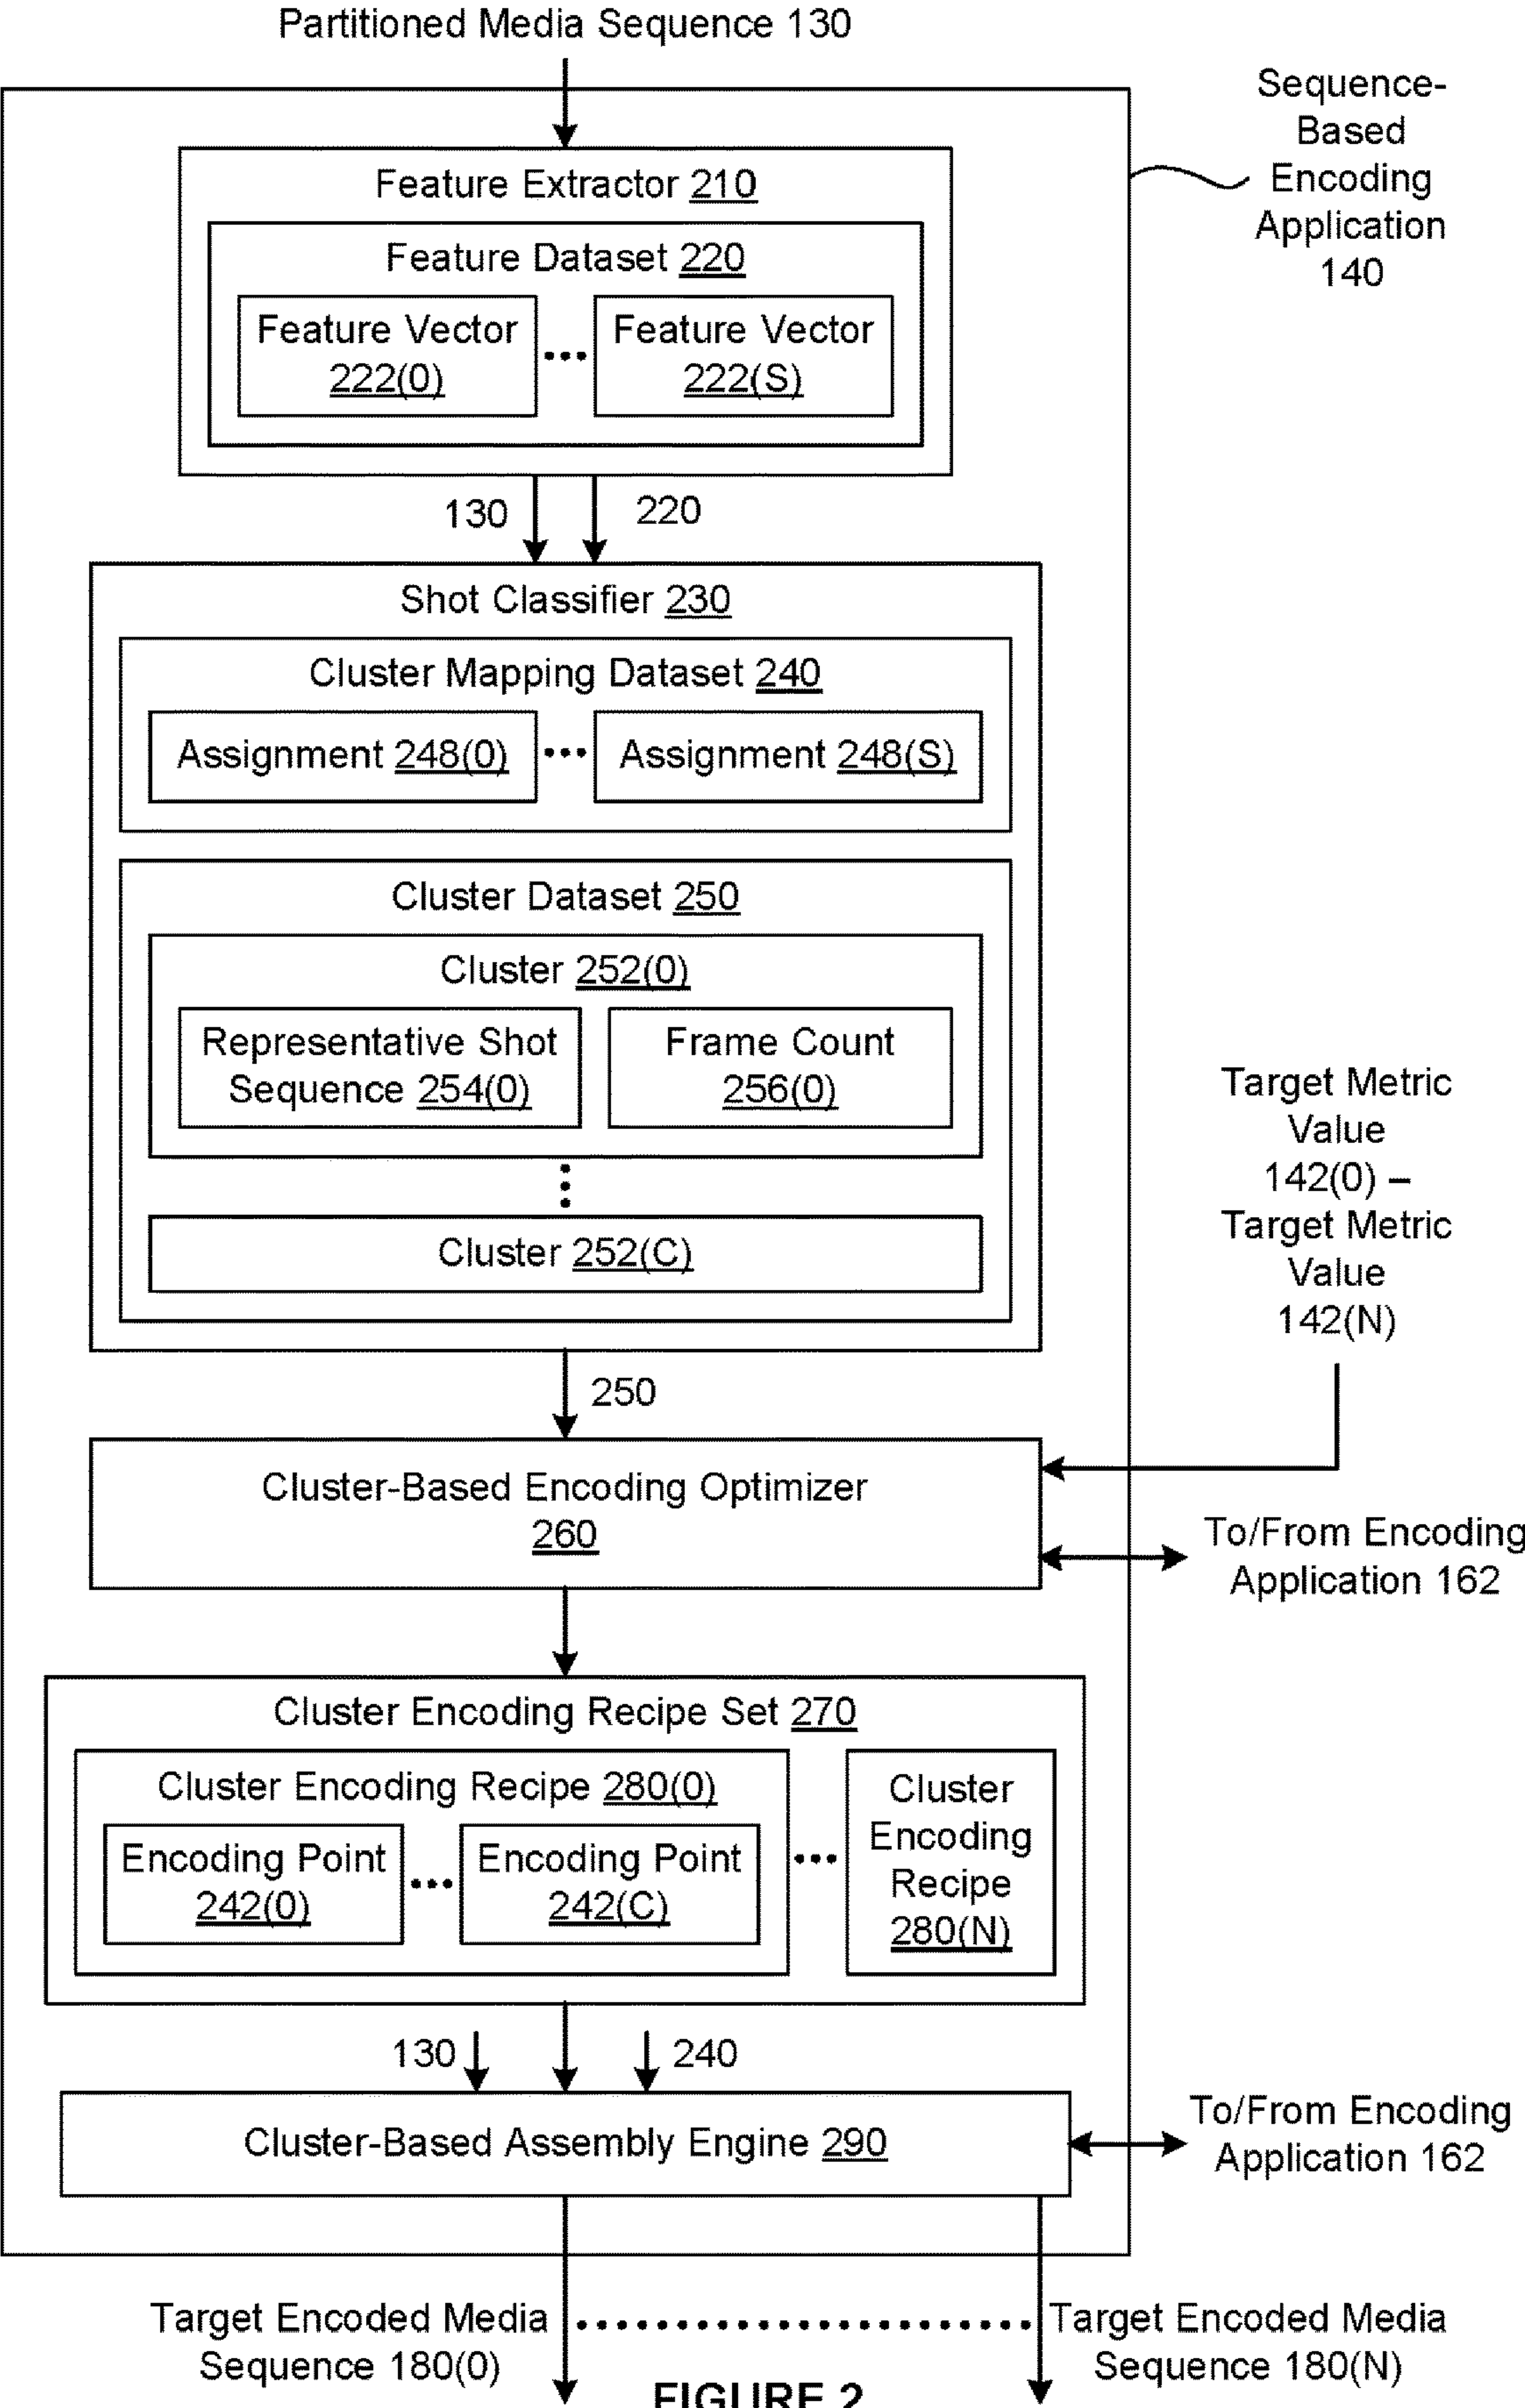 Partitioned Media Sequence 130
Sequence-
Based
Encoding
Application
140
Feature Extractor 210
Feature Dataset 220
Feature Vector
222(0)
...
Feature Vector
222(S)
130
220
Shot Classifier 230
Cluster Mapping Dataset 240
Assignment 248(0)
...
Assignment 248(S)
Cluster Dataset 250
Cluster 252(0)
Representative Shot
Sequence 254(0)
Frame Count
256(0)
Cluster 252(C)
Target Metric
Value
142(0) –
Target Metric
Value
142(N)
250
Cluster-Based Encoding Optimizer
260
To/From Encoding
Application 162
Cluster Encoding Recipe Set 270
Cluster Encoding Recipe 280(0)
Encoding Point
242(0)
...
Encoding Point
242(C)
...
Cluster
Encoding
Recipe
280(N)
130
240
Cluster-Based Assembly Engine 290
To/From Encoding
Application 162
Target Encoded Media
Sequence 180(0)
Target Encoded Media
Sequence 180(N)
FIGURE 2